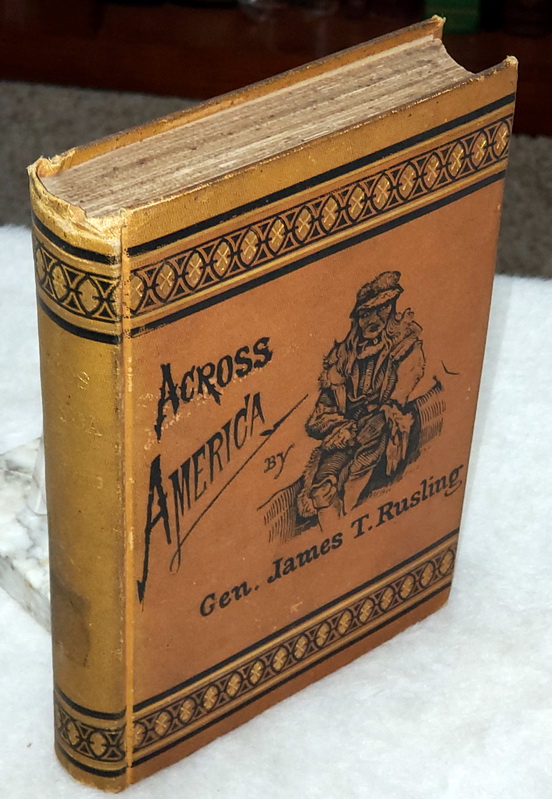 ACROSS
AMERICA
BY
Gen. James T. Rusling